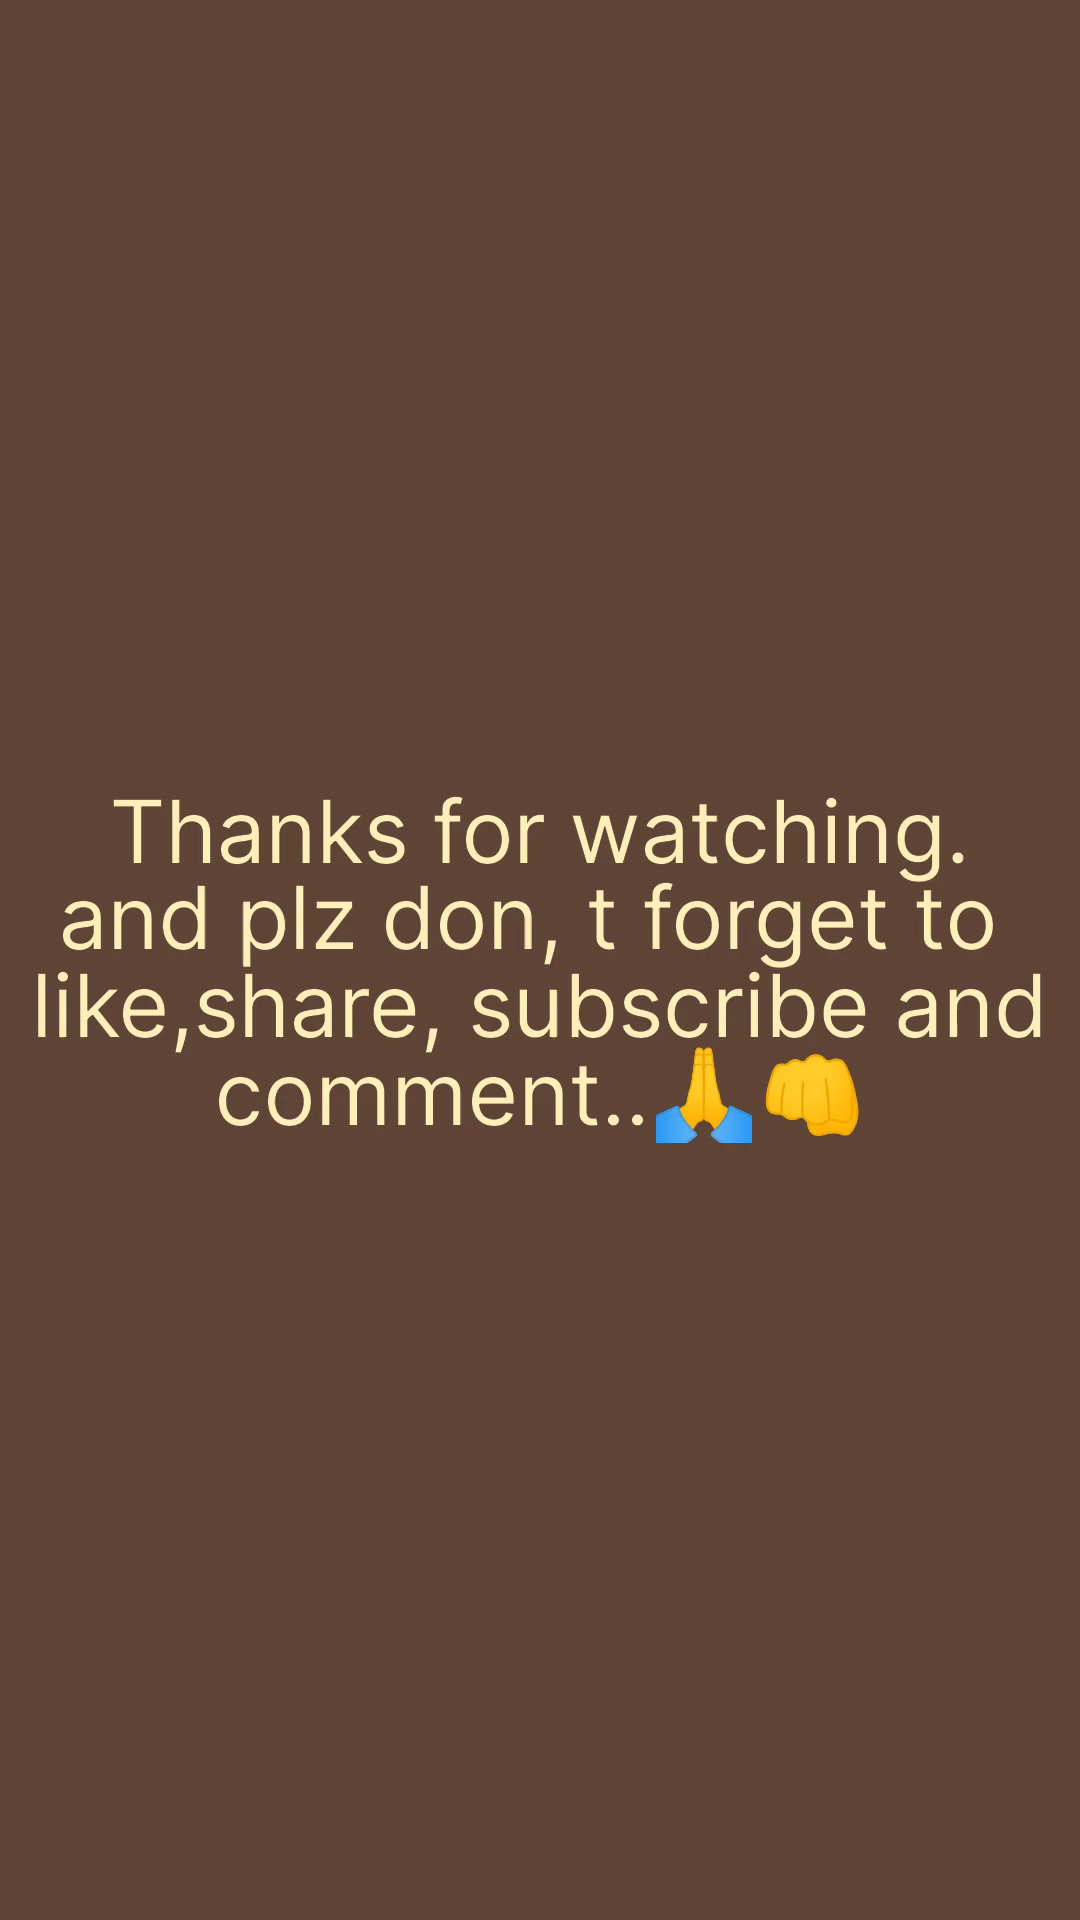 Thanks for watching.
and plz don, t forget to
like,share, subscribe and
comment..🙏👊